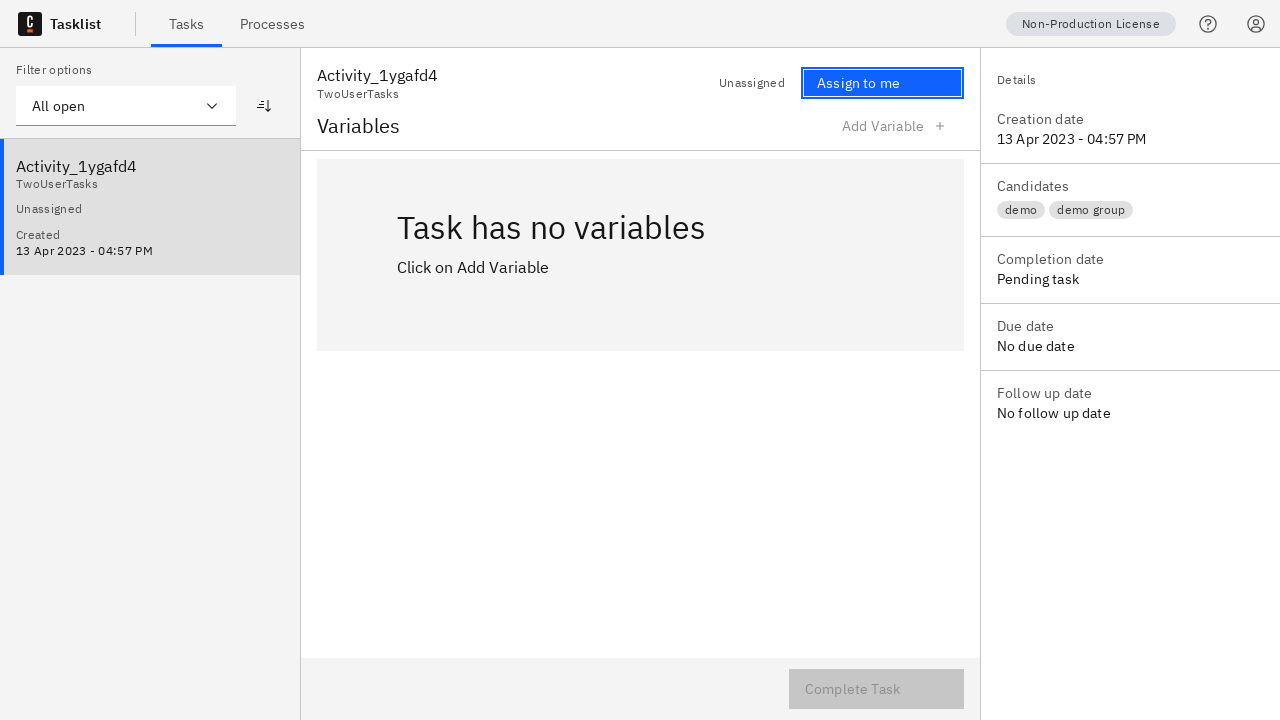 Tasklist
Tasks
Processes
Non-Production License
Filter options
All open
Activity_1ygafd4
TwoUserTasks
Unassigned
Created
13 Apr 2023 - 04:57 PM
Activity_1ygafd4
TwoUserTasks
Unassigned
Assign to me
Variables
Add Variable
Task has no variables
Click on Add Variable
Complete Task
Details
Creation date
13 Apr 2023 - 04:57 PM
Candidates
demo
demo group
Completion date
Pending task
Due date
No due date
Follow up date
No follow up date